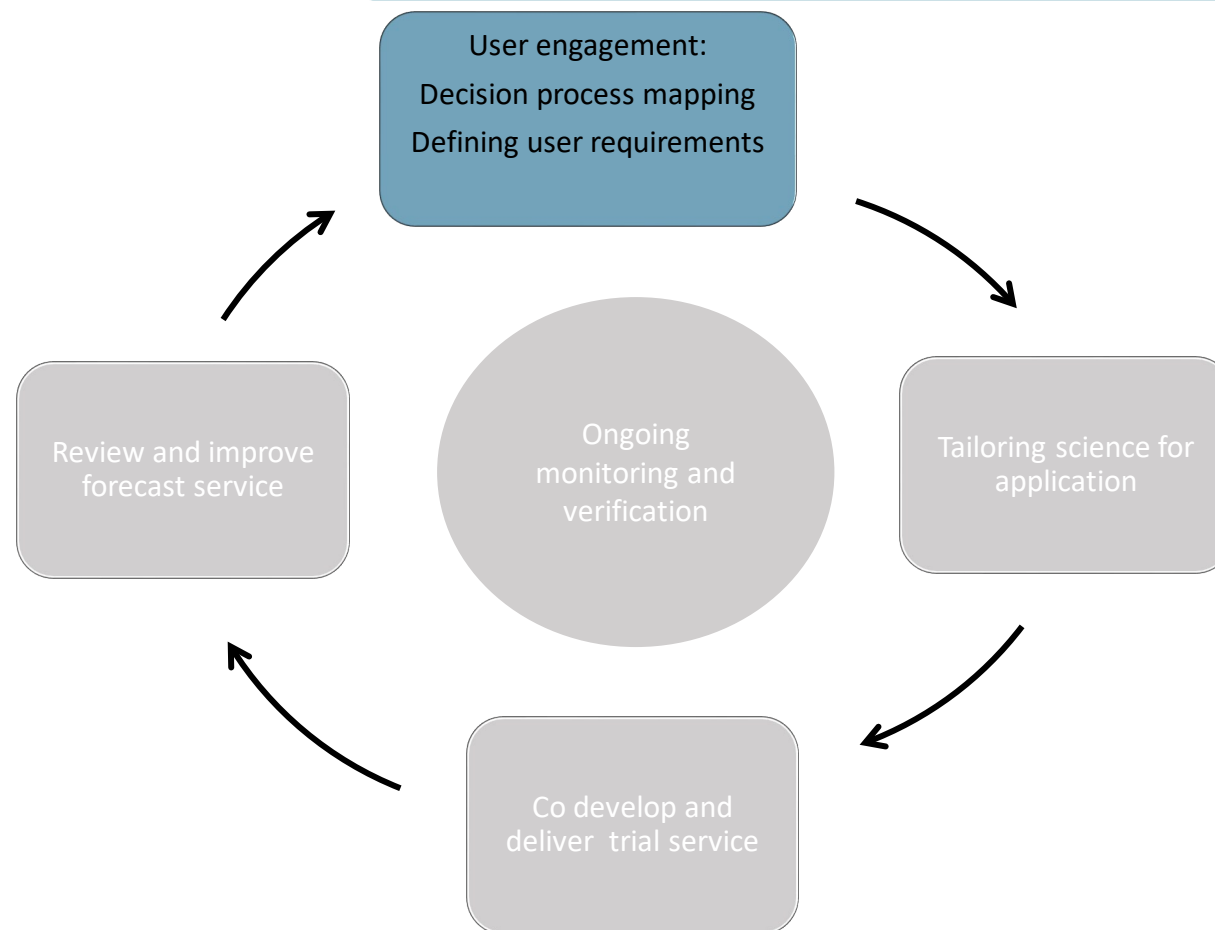 User engagement:
Decision process mapping
Defining user requirements
Review and improve
forecast service
Ongoing
monitoring and
verification
Tailoring science for
application
Co develop and
deliver  trial service